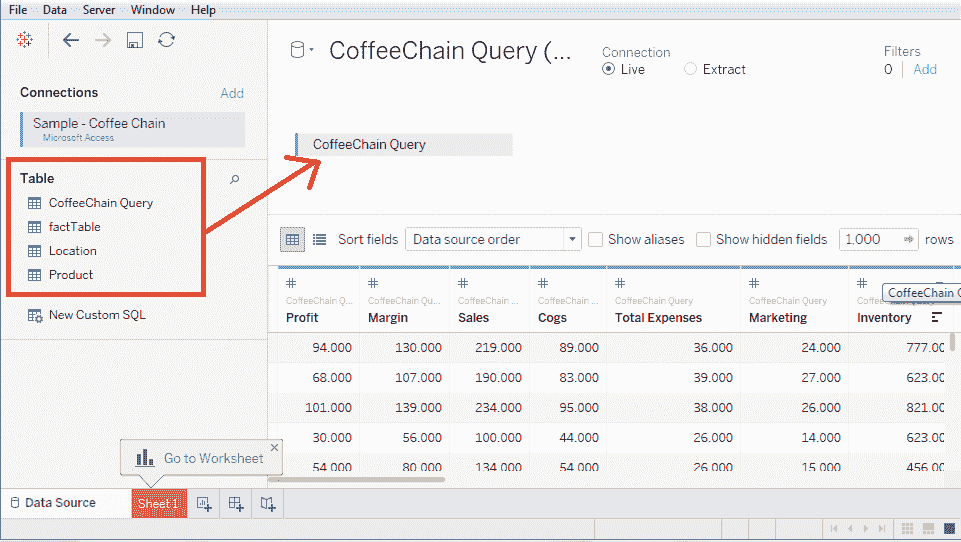 File Data Server Window Help
CoffeeChain Query (...
Connection
Live Extract
Filters
0 Add
Connections Add
Sample - Coffee Chain
Microsoft Access
CoffeeChain Query
Table
CoffeeChain Query
factTable
Location
Product
New Custom SQL
Sort fields Data source order Show aliases Show hidden fields 1,000 rows
CoffeeChain Q... CoffeeChain Qu... CoffeeChain ... CoffeeChain ... CoffeeChain Query CoffeeChain Query
CoffeeChain
Profit Margin Sales Cogs Total Expenses Marketing Inventory
94.000 130.000 219.000 89.000 36.000 24.000 777.00
68.000 107.000 190.000 83.000 39.000 27.000 623.00
101.000 139.000 234.000 95.000 38.000 26.000 821.00
30.000 56.000 100.000 44.000 26.000 14.000 623.00
54.000 80.000 134.000 54.000 26.000 15.000 456.00
Go to Worksheet
Data Source Sheet 1